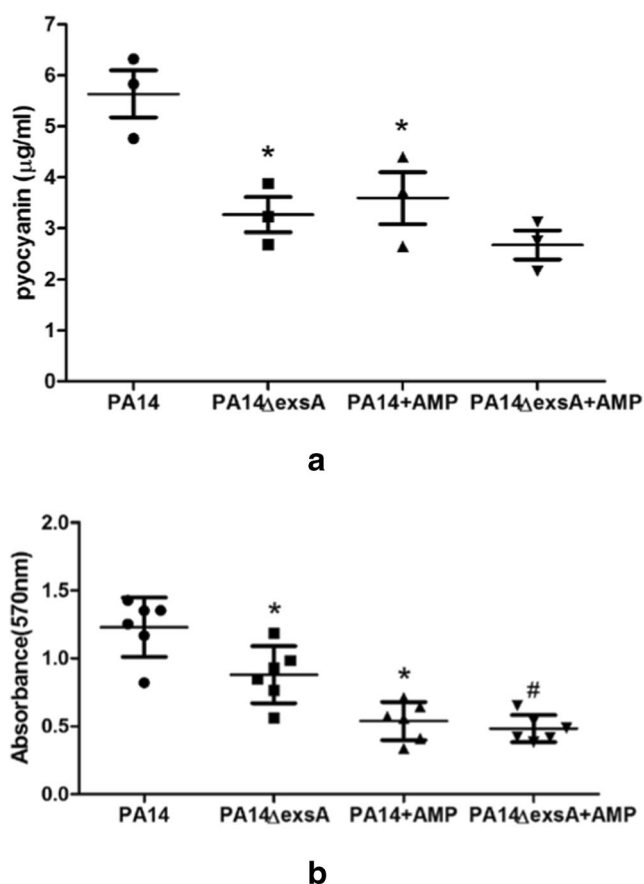 7
6
5
4
3
2
1
0
pyocyanin (μg/ml)
*
*
PA14
PA14ΔexsA
PA14+AMP
PA14ΔexsA+AMP
a
2.0
1.5
1.0
0.5
0.0
Absorbance(570nm)
*
*
#
PA14
PA14ΔexsA
PA14+AMP
PA14ΔexsA+AMP
b